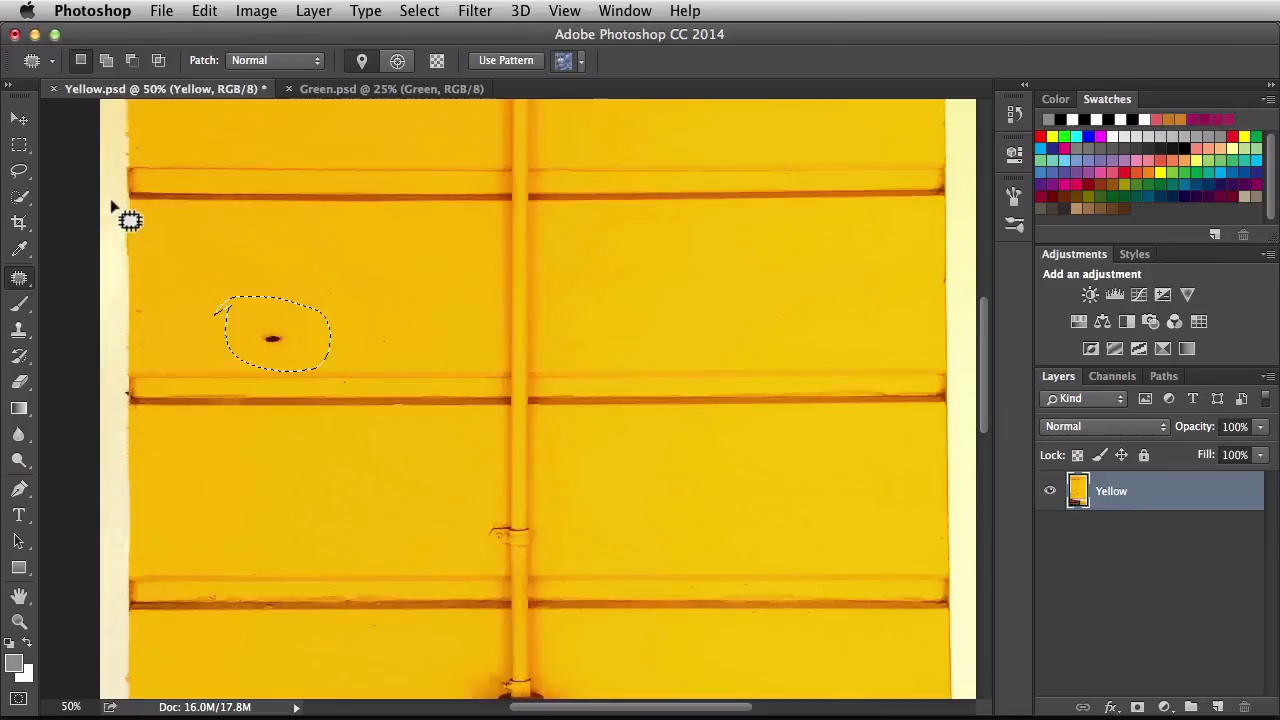 Photoshop File Edit Image Layer Type Select Filter 3D View Window Help
Adobe Photoshop CC 2014
Patch: Normal Use Pattern
Yellow.psd @ 50% (Yellow, RGB/8) * Green.psd @ 25% (Green, RGB/8)
Color Swatches
Adjustments Styles
Add an adjustment
Layers Channels Paths
Kind
Normal Opacity: 100%
Lock: Fill: 100%
Yellow
50% Doc: 16.0M/17.8M